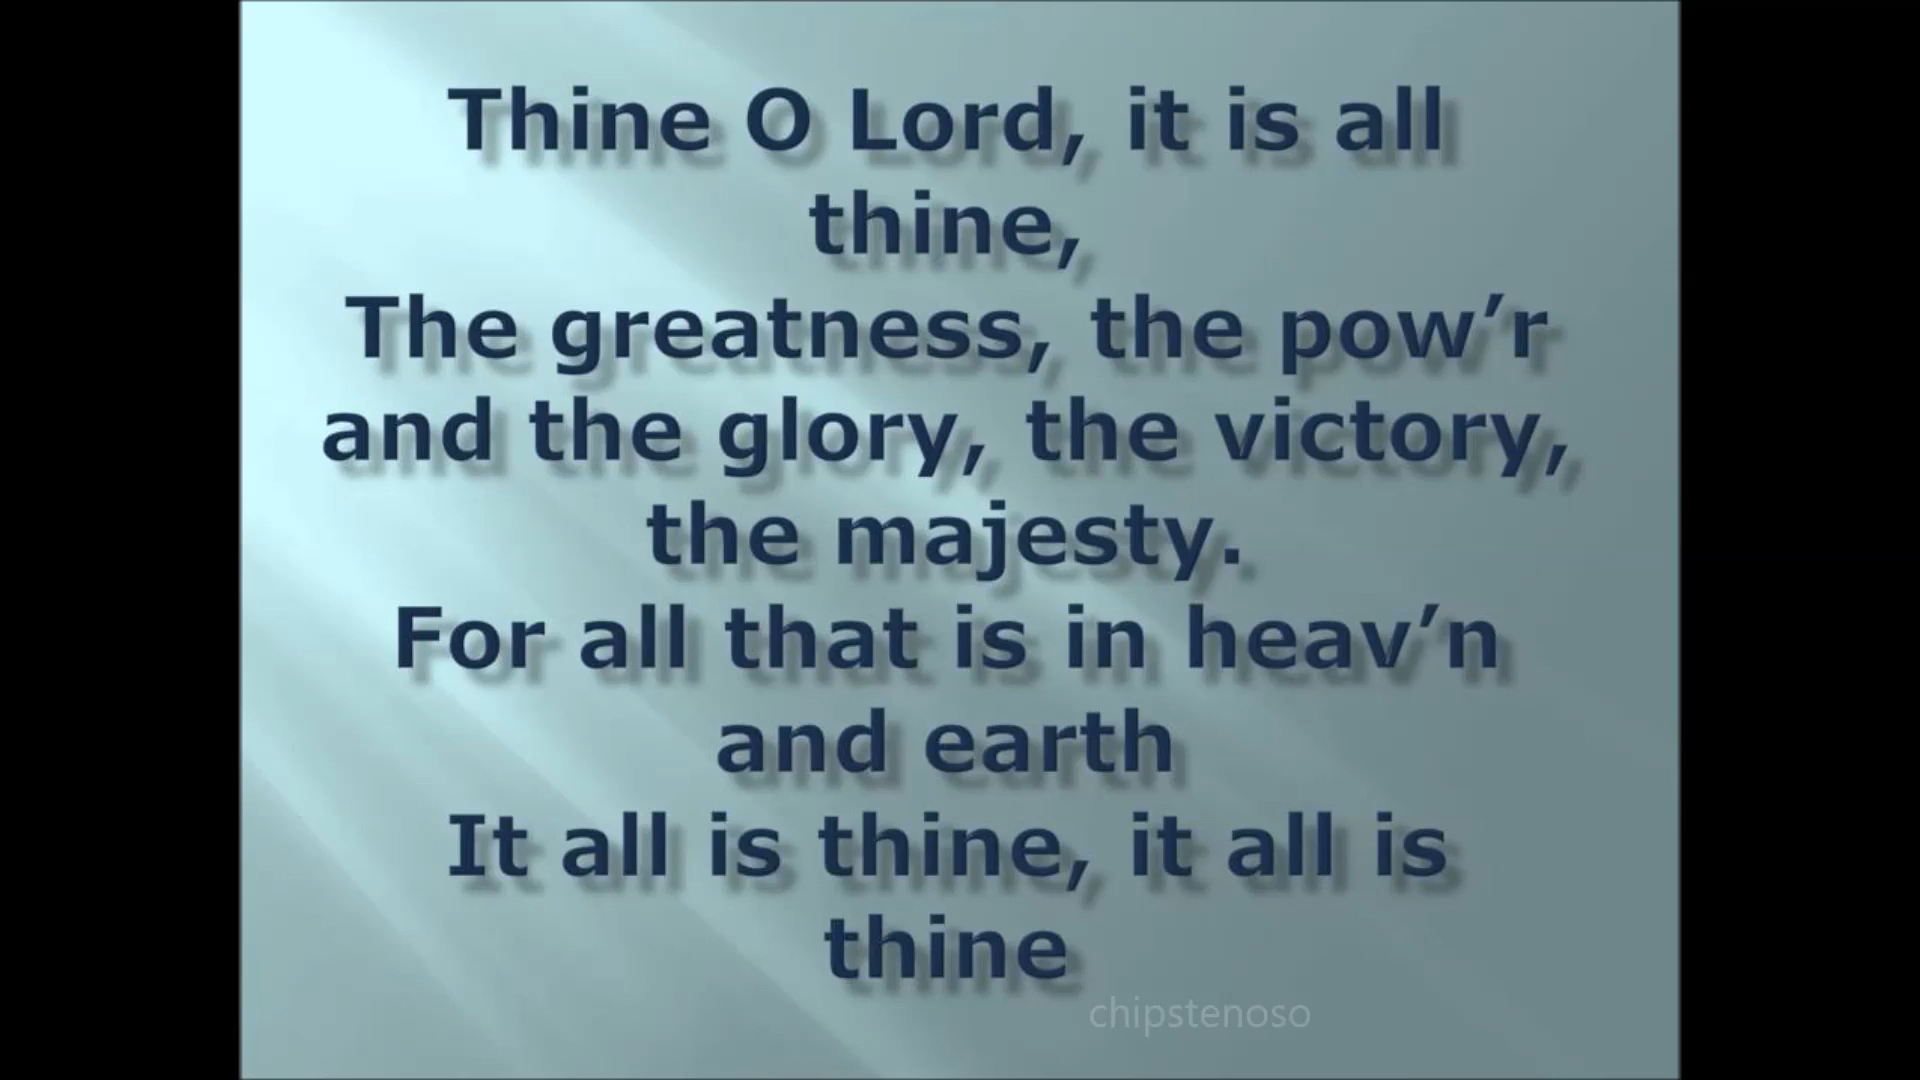 Thine O Lord, it is all
thine,
The greatness, the pow’r
and the glory, the victory,
the majesty.
For all that is in heav’n
and earth
It all is thine, it all is
thine
chipstenoso